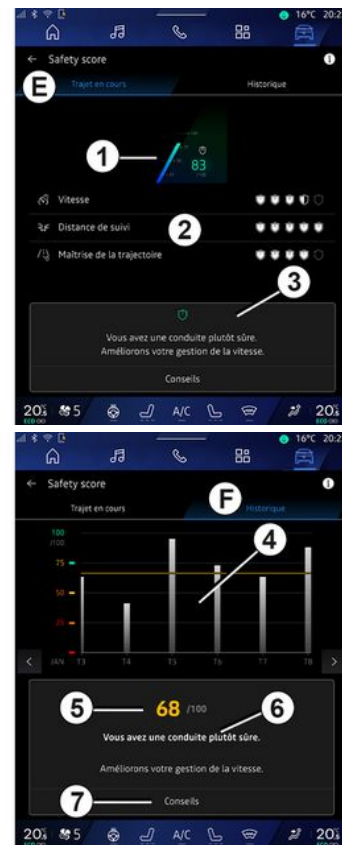 16°C 20:2
Safety score
E
Trajet en cours
Historique
1
83
Vitesse
Distance de suivi
2
Maîtrise de la trajectoire
3
Vous avez une conduite plutôt sûre.
Améliorons votre gestion de la vitesse.
Conseils
20 5 A/C 20
16°C 20:2
Safety score
F
Trajet en cours
Historique
100
/100
4
75
50
25
JAN T3 T4 T5 T6 T7 T8
5 68 /100 6
Vous avez une conduite plutôt sûre.
Améliorons votre gestion de la vitesse.
7 Conseils
20 5 A/C 20